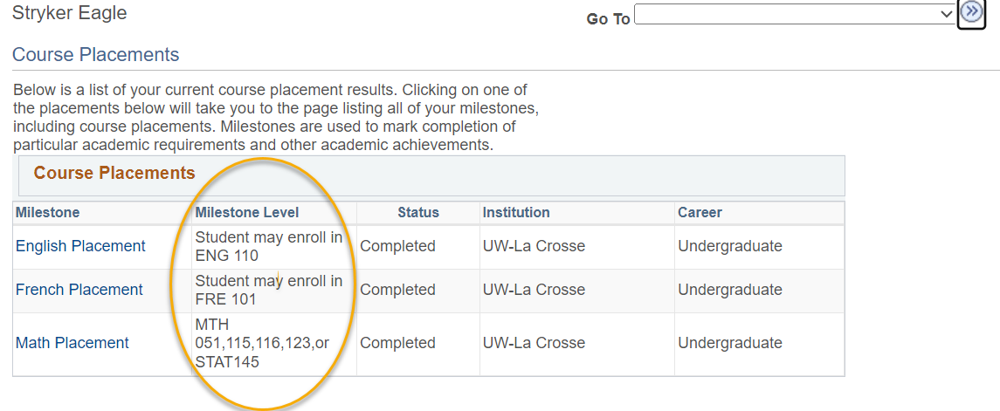 Stryker Eagle
Go To
Course Placements
Below is a list of your current course placement results. Clicking on one of
the placements below will take you to the page listing all of your milestones,
including course placements. Milestones are used to mark completion of
particular academic requirements and other academic achievements.
Course Placements
Milestone Milestone Level Status Institution Career
English Placement Student may enroll in ENG 110 Completed UW-La Crosse Undergraduate
French Placement Student may enroll in FRE 101 Completed UW-La Crosse Undergraduate
Math Placement MTH 051,115,116,123,or STAT145 Completed UW-La Crosse Undergraduate